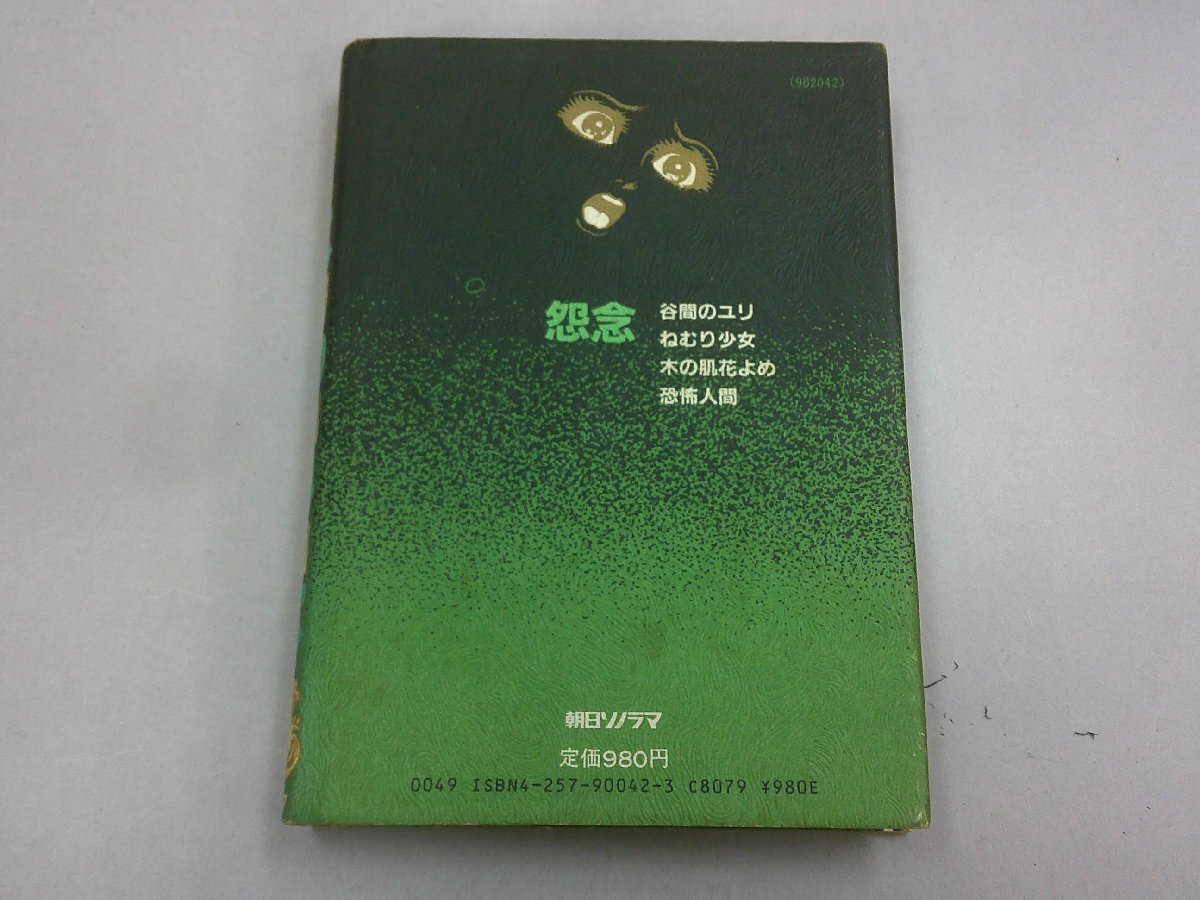 (902042)
怨念
谷間のユリ
ねむり少女
木の肌花よめ
恐怖人間
朝日ソノラマ
定価980円
0049 ISBN4-257-90042-3 C8079 ¥980E